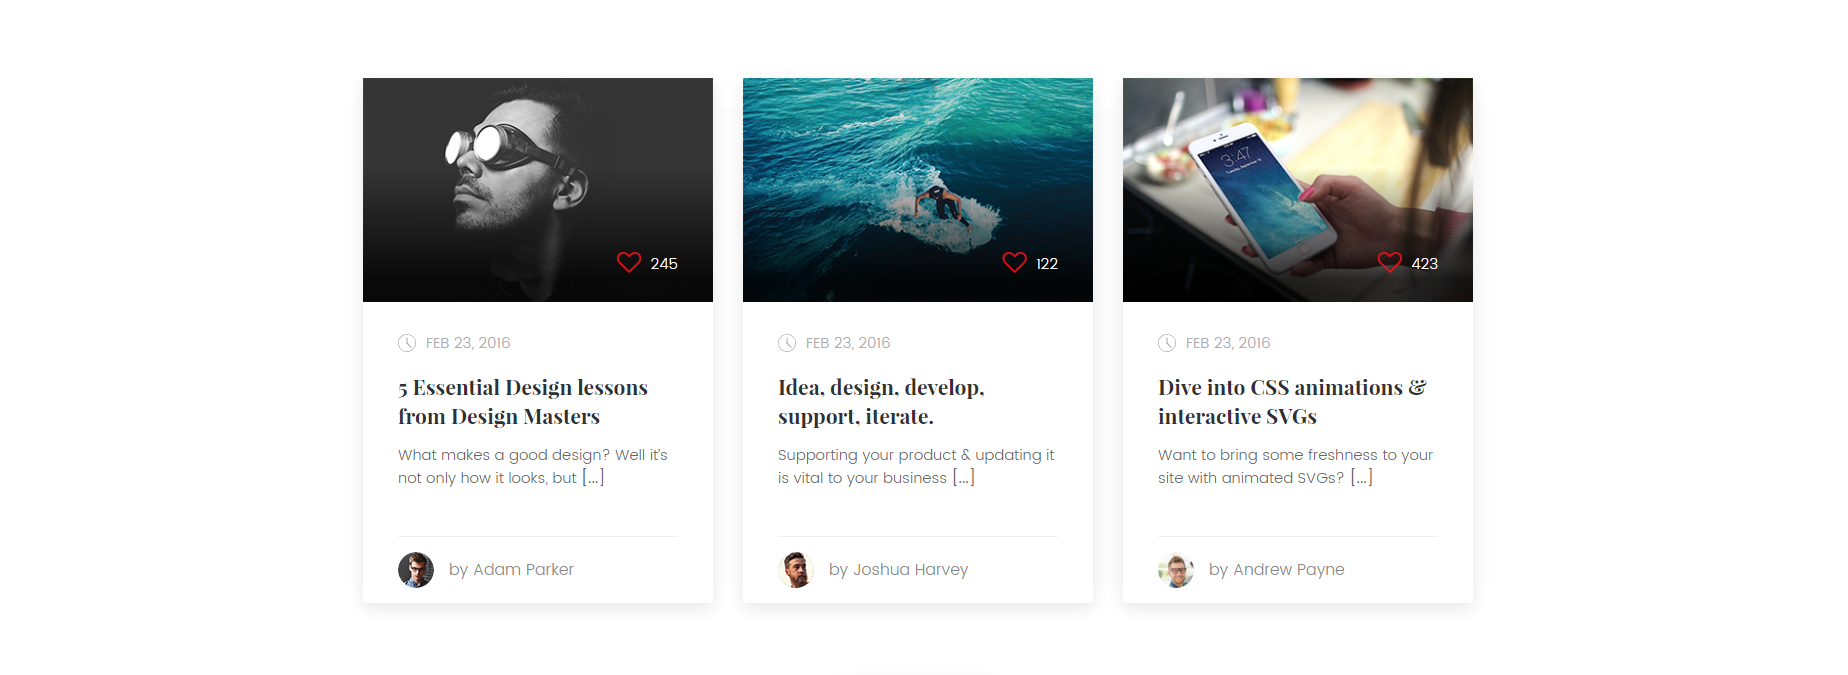 245
FEB 23, 2016
5 Essential Design lessons
from Design Masters
What makes a good design? Well it's
not only how it looks, but [...]
by Adam Parker
122
FEB 23, 2016
Idea, design, develop,
support, iterate.
Supporting your product & updating it
is vital to your business [...]
by Joshua Harvey
3:47
423
FEB 23, 2016
Dive into CSS animations &
interactive SVGs
Want to bring some freshness to your
site with animated SVGs? [...]
by Andrew Payne